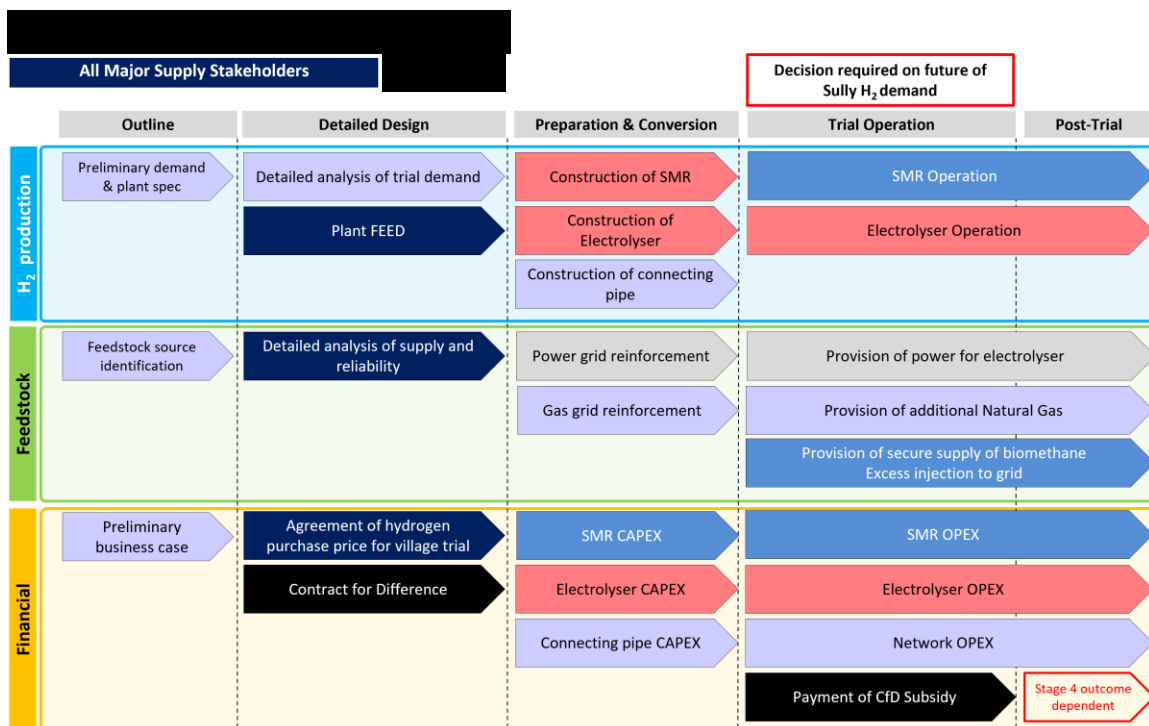 All Major Supply Stakeholders
Decision required on future of
Sully H₂ demand
Outline
Detailed Design
Preparation & Conversion
Trial Operation
Post-Trial
H₂ production
Preliminary demand
& plant spec
Detailed analysis of trial demand
Construction of SMR
SMR Operation
Plant FEED
Construction of
Electrolyser
Electrolyser Operation
Construction of connecting
pipe
Feedstock
Feedstock source
identification
Detailed analysis of supply and
reliability
Power grid reinforcement
Provision of power for electrolyser
Gas grid reinforcement
Provision of additional Natural Gas
Provision of secure supply of biomethane
Excess injection to grid
Financial
Preliminary
business case
Agreement of hydrogen
purchase price for village trial
SMR CAPEX
SMR OPEX
Contract for Difference
Electrolyser CAPEX
Electrolyser OPEX
Connecting pipe CAPEX
Network OPEX
Payment of CfD Subsidy
Stage 4 outcome
dependent